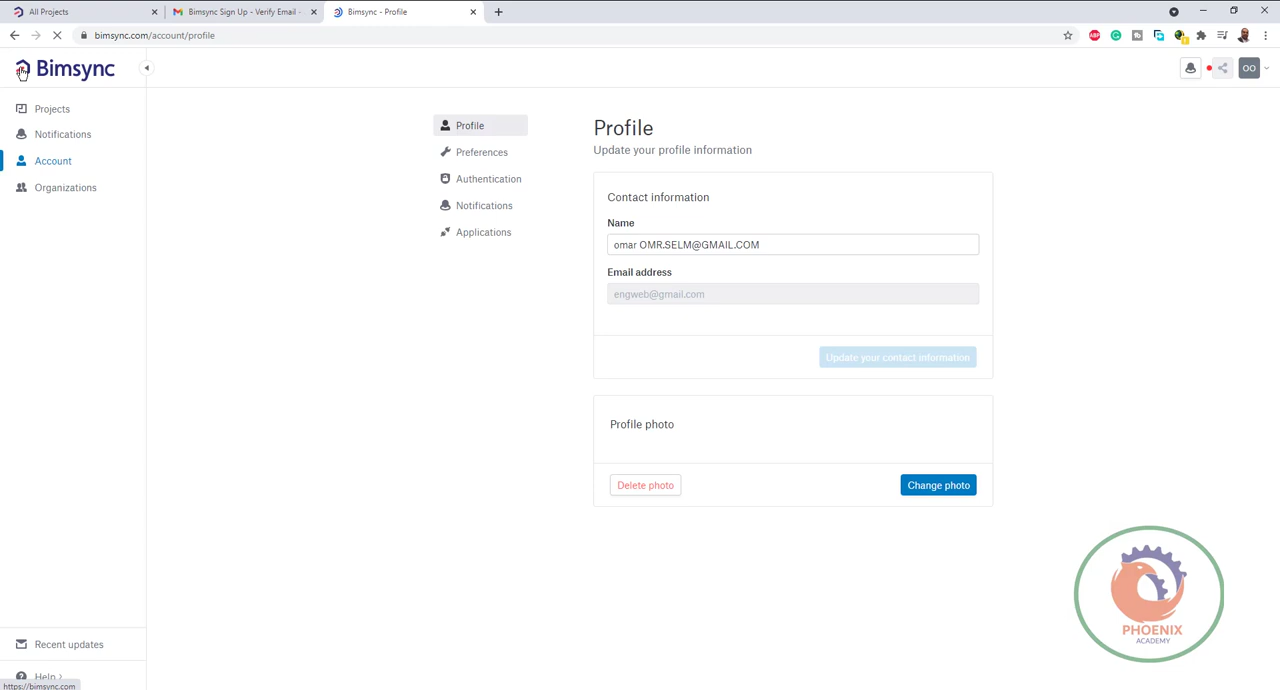 All Projects
Bimsync Sign Up - Verify Email -
Bimsync - Profile
bimsync.com/account/profile
Bimsync
OO
Projects
Notifications
Account
Organizations
Profile
Preferences
Authentication
Notifications
Applications
Profile
Update your profile information
Contact information
Name
omar OMR.SELM@GMAIL.COM
Email address
engweb@gmail.com
Update your contact information
Profile photo
Delete photo
Change photo
PHOENIX
ACADEMY
Recent updates
Help
https://bimsync.com